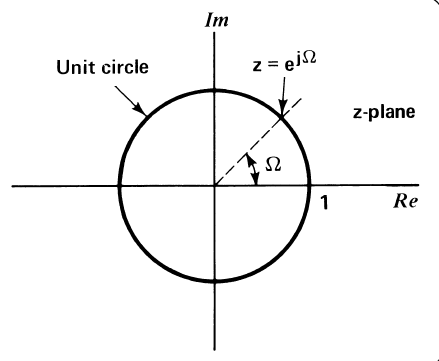 Im
Unit circle
z = e^jΩ
z-plane
Ω
1
Re